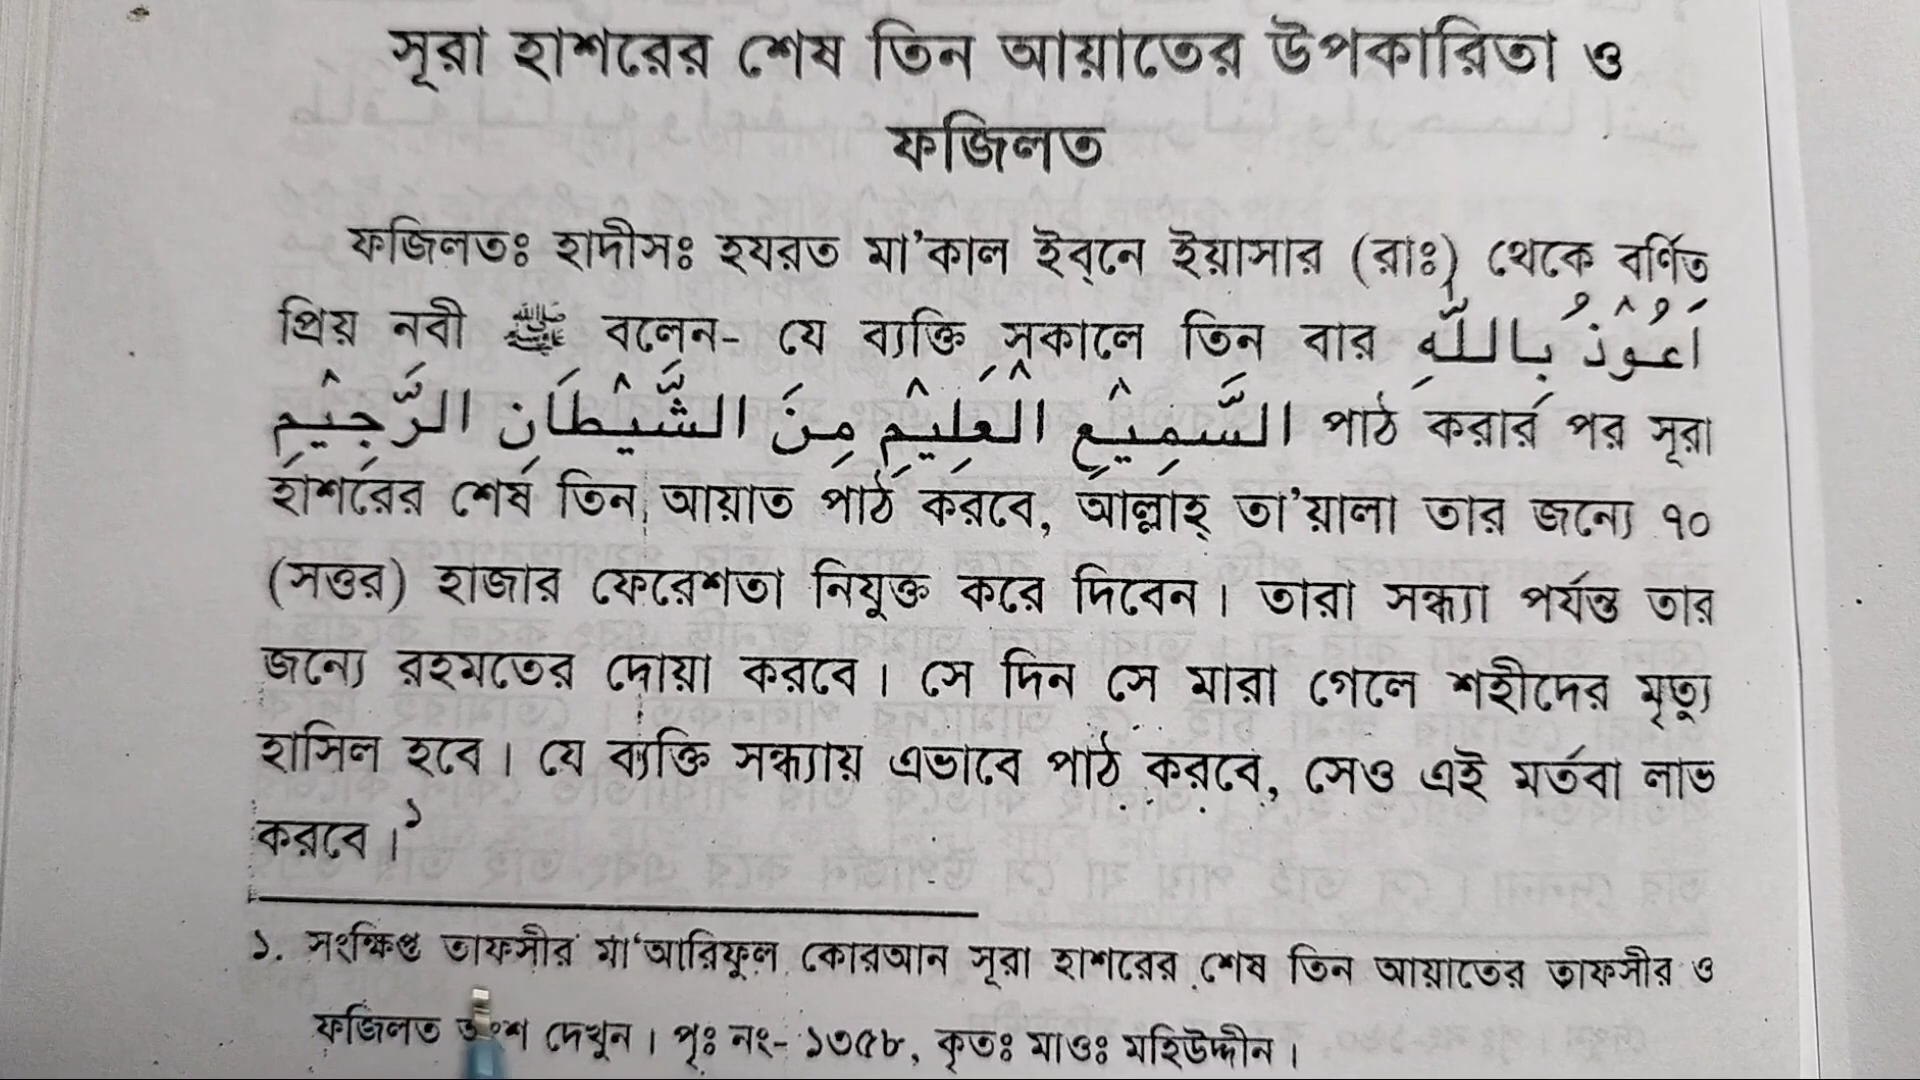 সূরা হাশরের শেষ তিন আয়াতের উপকারিতা ও
ফজিলত
ফজিলতঃ হাদীসঃ হযরত মা'কাল ইব্‌নে ইয়াসার (রাঃ) থেকে বর্ণিত
প্রিয় নবী ﷺ বলেন- যে ব্যক্তি সকালে তিন বার اَعُوْذُ بِاللّٰهِ
السَّمِيْعِ الْعَلِيْمِ مِنَ الشَّيْطَانِ الرَّجِيْمِ পাঠ করার পর সূরা
হাশরের শেষ তিন আয়াত পাঠ করবে, আল্লাহ্ তা'য়ালা তার জন্যে ৭০
(সত্তর) হাজার ফেরেশতা নিযুক্ত করে দিবেন। তারা সন্ধ্যা পর্যন্ত তার
জন্যে রহমতের দোয়া করবে। সে দিন সে মারা গেলে শহীদের মৃত্যু
হাসিল হবে। যে ব্যক্তি সন্ধ্যায় এভাবে পাঠ করবে, সেও এই মর্তবা লাভ
করবে।১
১. সংক্ষিপ্ত তাফসীর মা‘আরিফুল কোরআন সূরা হাশরের শেষ তিন আয়াতের তাফসীর ও
ফজিলত অংশ দেখুন। পৃঃ নং- ১৩৫৮, কৃতঃ মাওঃ মহিউদ্দীন।